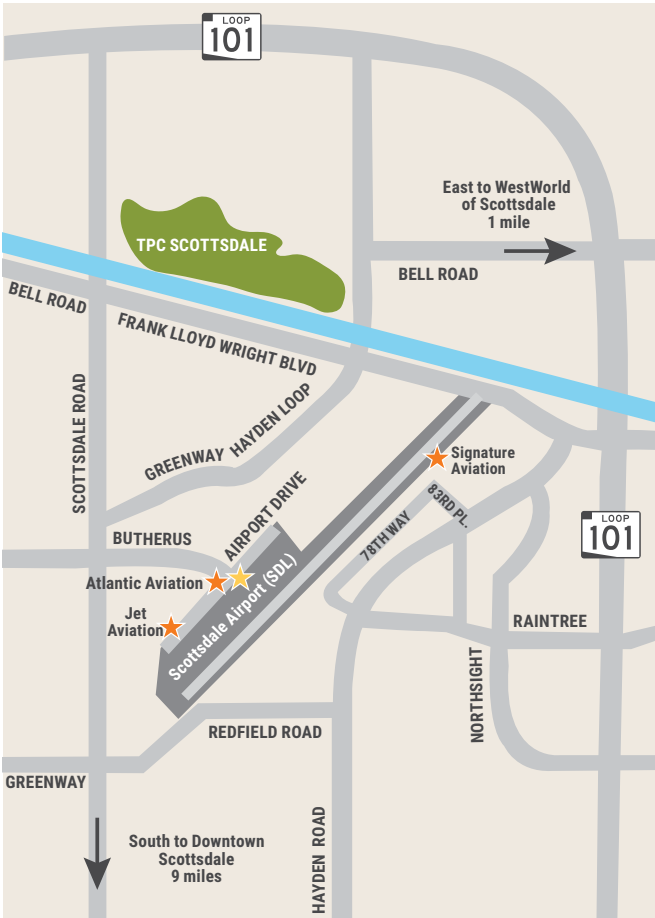 LOOP
101
East to WestWorld
of Scottsdale
1 mile
TPC SCOTTSDALE
BELL ROAD
BELL ROAD
FRANK LLOYD WRIGHT BLVD
SCOTTSDALE ROAD
GREENWAY HAYDEN LOOP
Signature
Aviation
AIRPORT DRIVE
83RD PL.
78TH WAY
LOOP
101
BUTHERUS
Atlantic Aviation
Scottsdale Airport (SDL)
Jet
Aviation
RAINTREE
NORTHSIGHT
REDFIELD ROAD
GREENWAY
HAYDEN ROAD
South to Downtown
Scottsdale
9 miles